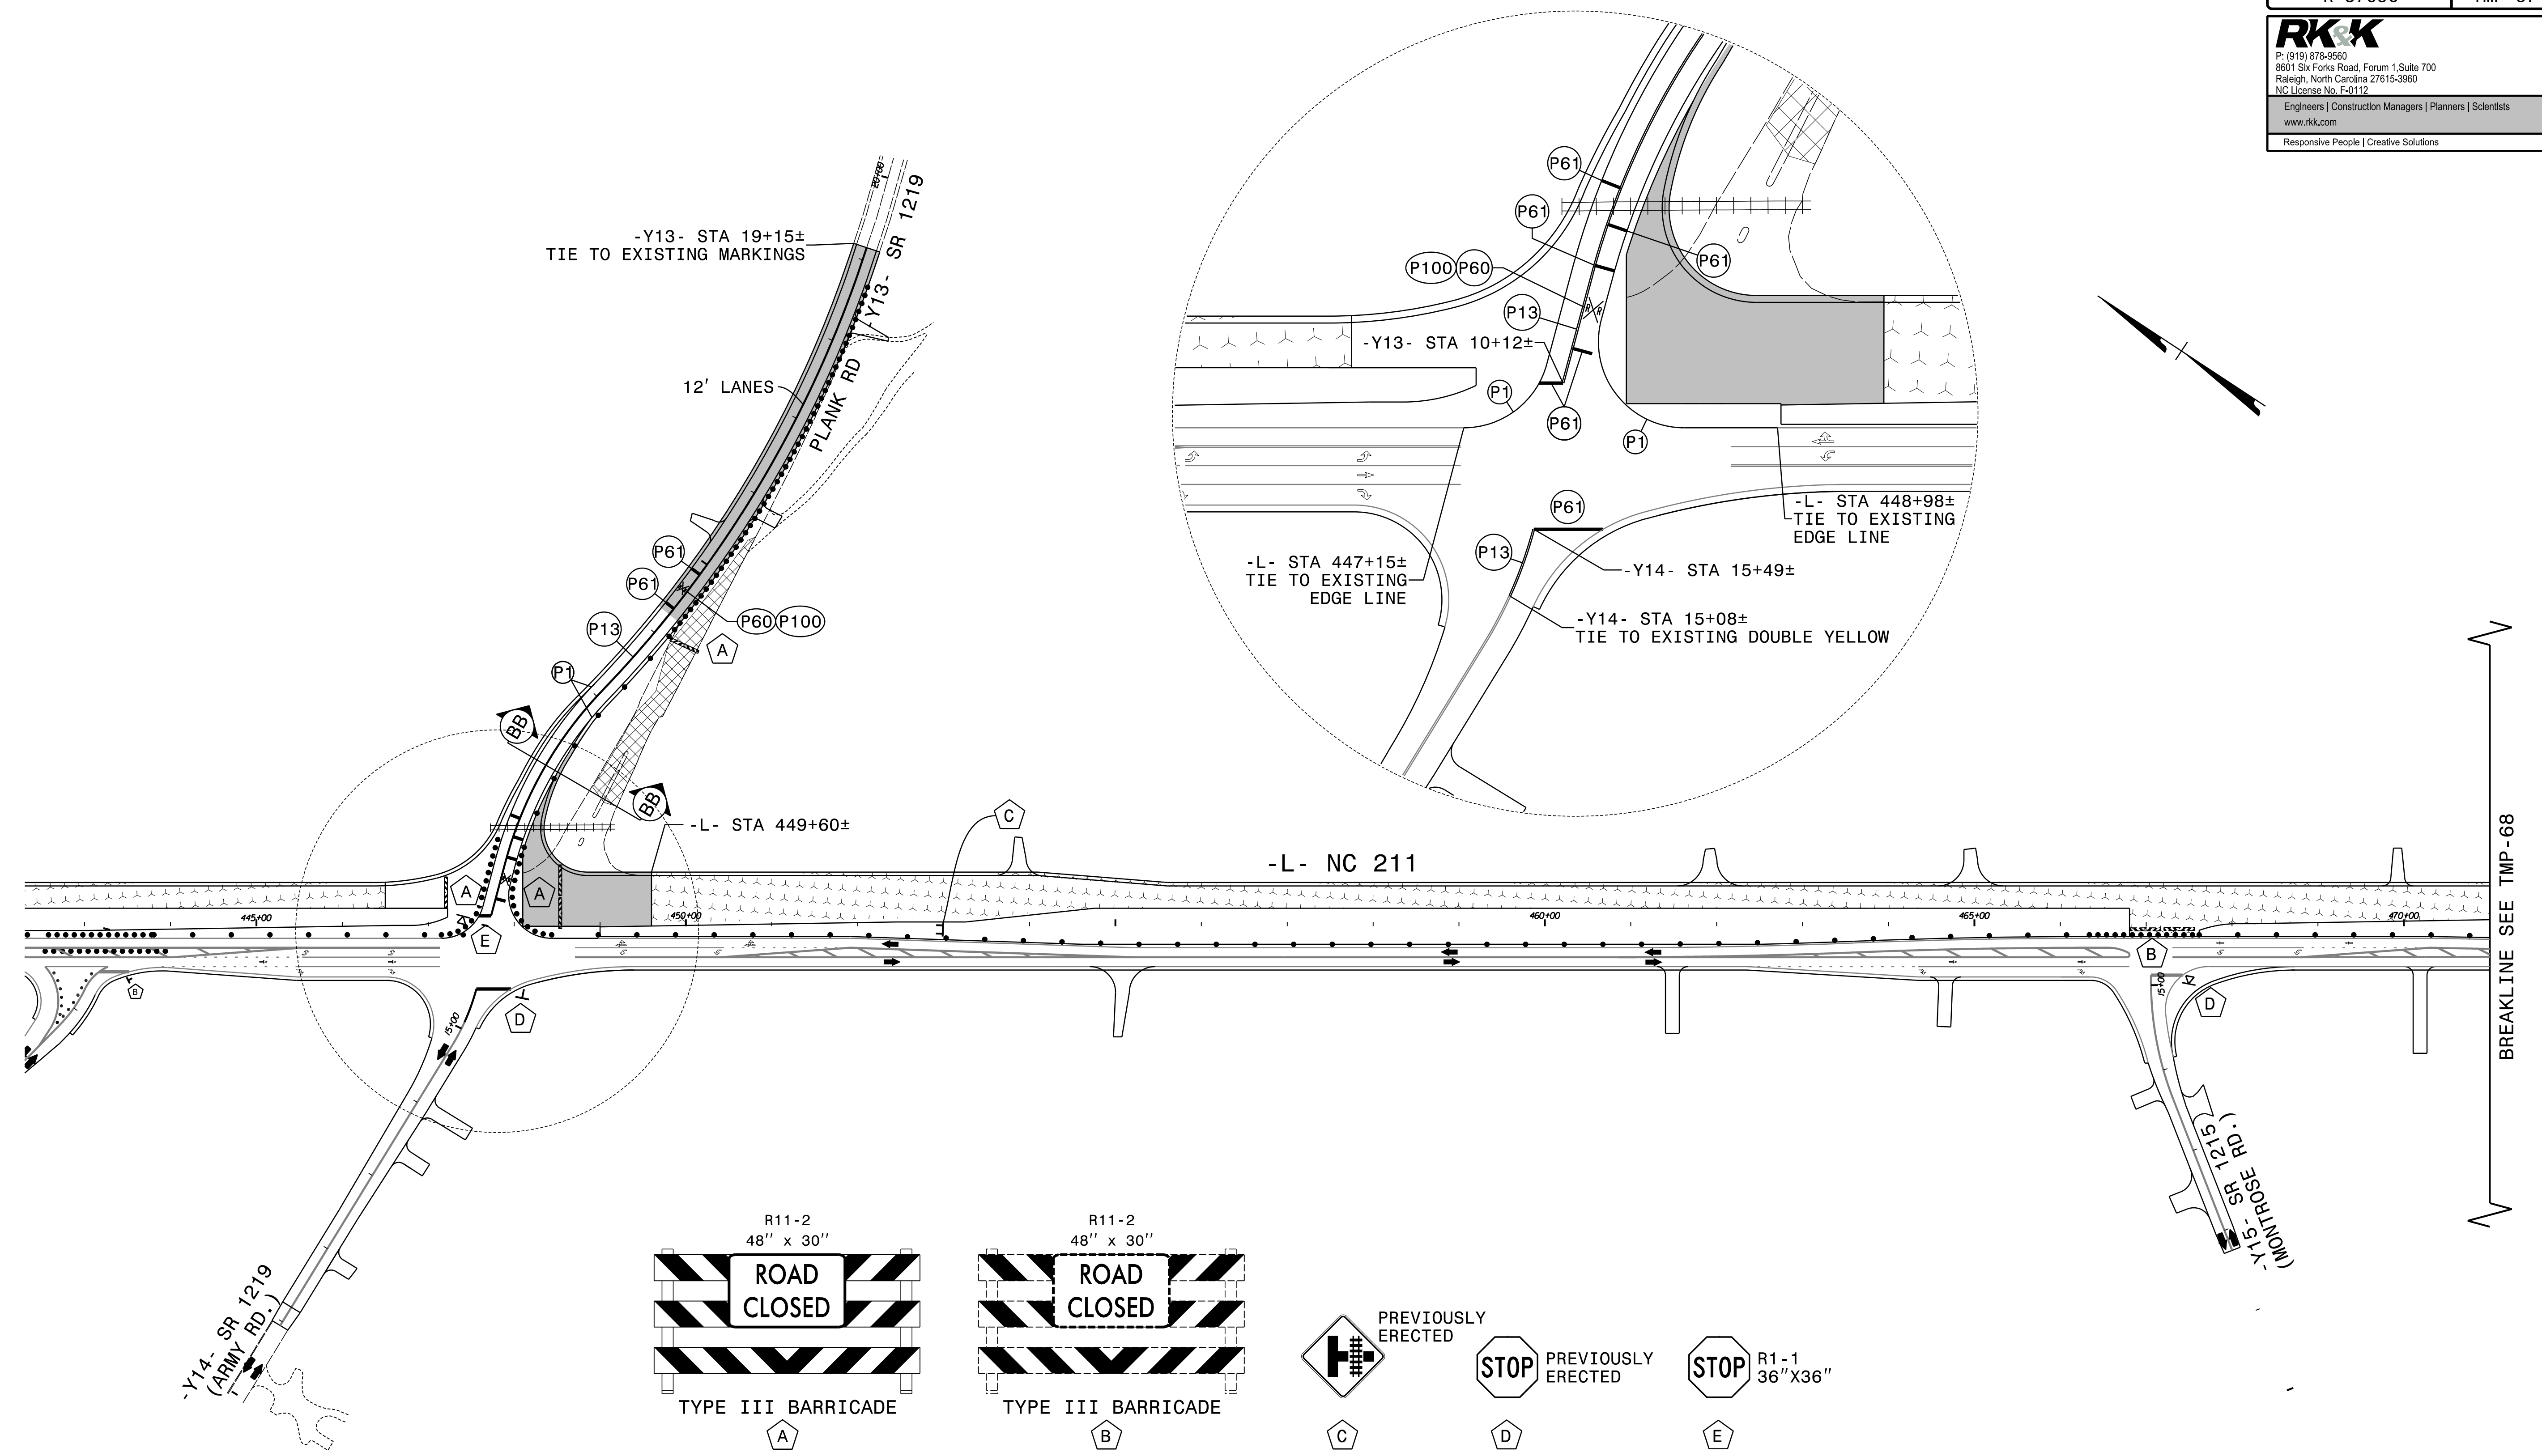 RK&K
P: (919) 878-9560
8601 Six Forks Road, Forum 1,Suite 700
Raleigh, North Carolina 27615-3960
NC License No. F-0112
Engineers | Construction Managers | Planners | Scientists
www.rkk.com
Responsive People | Creative Solutions
20+00
-Y13- SR 1219
PLANK RD
-Y13- STA 19+15±
TIE TO EXISTING MARKINGS
12' LANES
P61
P61
P13
P60 P100
A
P1
BB
BB
-L- STA 449+60±
P61
P61
P61
P100 P60
P13
-Y13- STA 10+12±
P1
P61
P1
R R
P61
P13
-L- STA 448+98±
TIE TO EXISTING
EDGE LINE
-L- STA 447+15±
TIE TO EXISTING
EDGE LINE
-Y14- STA 15+49±
-Y14- STA 15+08±
TIE TO EXISTING DOUBLE YELLOW
C
-L- NC 211
A
A
E
445+00
450+00
460+00
465+00
470+00
B
B
D
D
15+00
15+00
BREAKLINE SEE TMP-68
-Y14- SR 1219
(ARMY RD.)
-Y15- SR 1215
(MONTROSE RD.)
R11-2
48" x 30"
ROAD
CLOSED
TYPE III BARRICADE
A
R11-2
48" x 30"
ROAD
CLOSED
TYPE III BARRICADE
B
PREVIOUSLY
ERECTED
C
STOP
PREVIOUSLY
ERECTED
D
STOP
R1-1
36"X36"
E